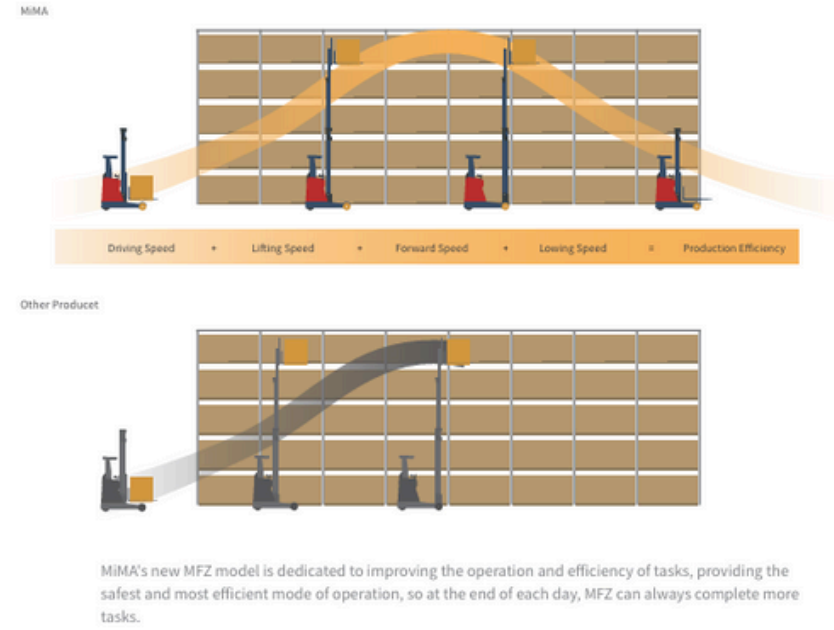 MiMA
Driving Speed + Lifting Speed + Forward Speed + Lowing Speed = Production Efficiency
Other Producet
MiMA's new MFZ model is dedicated to improving the operation and efficiency of tasks, providing the
safest and most efficient mode of operation, so at the end of each day, MFZ can always complete more
tasks.